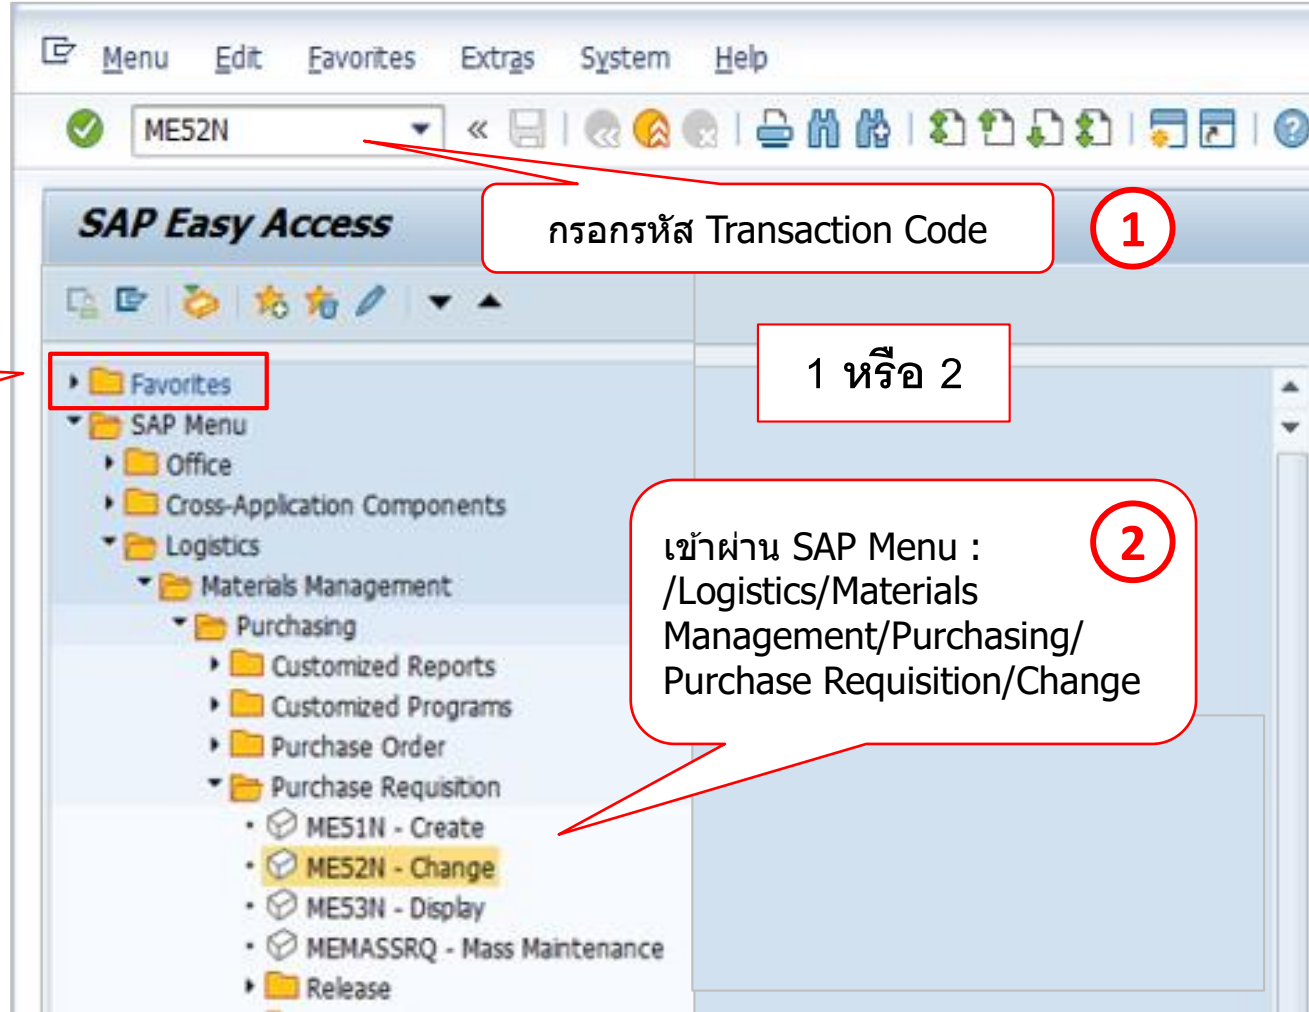 Menu Edit Favorites Extras System Help
ME52N
SAP Easy Access
กรอกรหัส Transaction Code
1
1 หรือ 2
Favorites
SAP Menu
Office
Cross-Application Components
Logistics
Materials Management
Purchasing
Customized Reports
Customized Programs
Purchase Order
Purchase Requisition
ME51N - Create
ME52N - Change
ME53N - Display
MEMASSRQ - Mass Maintenance
Release
เข้าผ่าน SAP Menu :
/Logistics/Materials
Management/Purchasing/
Purchase Requisition/Change
2